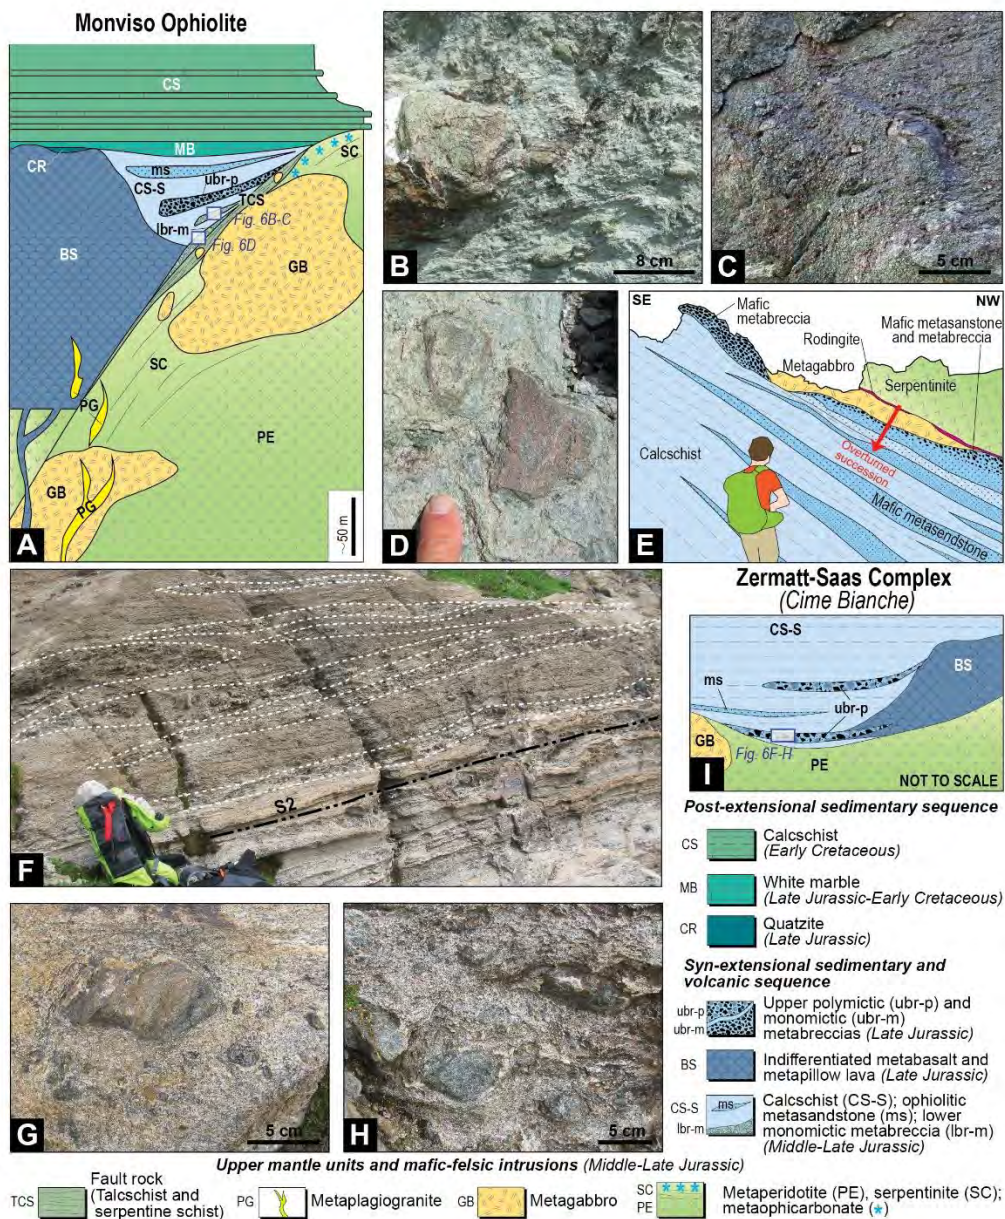 Monviso Ophiolite
CS
CR
MB
SC
ms
ubr-p
CS-S
TCS
Fig. 6B-C
lbr-m
Fig. 6D
BS
GB
SC
PG
PE
GB
PG
A
~50 m
B
8 cm
C
5 cm
D
SE
NW
Mafic
metabreccia
Mafic metasanstone
and metabreccia
Rodingite
Metagabbro
Serpentinite
Calcschist
Overturned
succession
Mafic metasendstone
E
S2
F
Zermatt-Saas Complex
(Cime Bianche)
CS-S
BS
ms
ubr-p
GB
Fig. 6F-H
PE
I
NOT TO SCALE
G
5 cm
H
5 cm
Post-extensional sedimentary sequence
CS
Calcschist
(Early Cretaceous)
MB
White marble
(Late Jurassic-Early Cretaceous)
CR
Quatzite
(Late Jurassic)
Syn-extensional sedimentary and
volcanic sequence
ubr-p
ubr-m
Upper polymictic (ubr-p) and
monomictic (ubr-m)
metabreccias (Late Jurassic)
BS
Indifferentiated metabasalt and
metapillow lava (Late Jurassic)
CS-S
ms
lbr-m
Calcschist (CS-S); ophiolitic
metasandstone (ms); lower
monomictic metabreccia (lbr-m)
(Middle-Late Jurassic)
Upper mantle units and mafic-felsic intrusions (Middle-Late Jurassic)
TCS
Fault rock
(Talcschist and
serpentine schist)
PG
Metaplagiogranite
GB
Metagabbro
SC
PE
Metaperidotite (PE), serpentinite (SC);
metaophicarbonate (*)